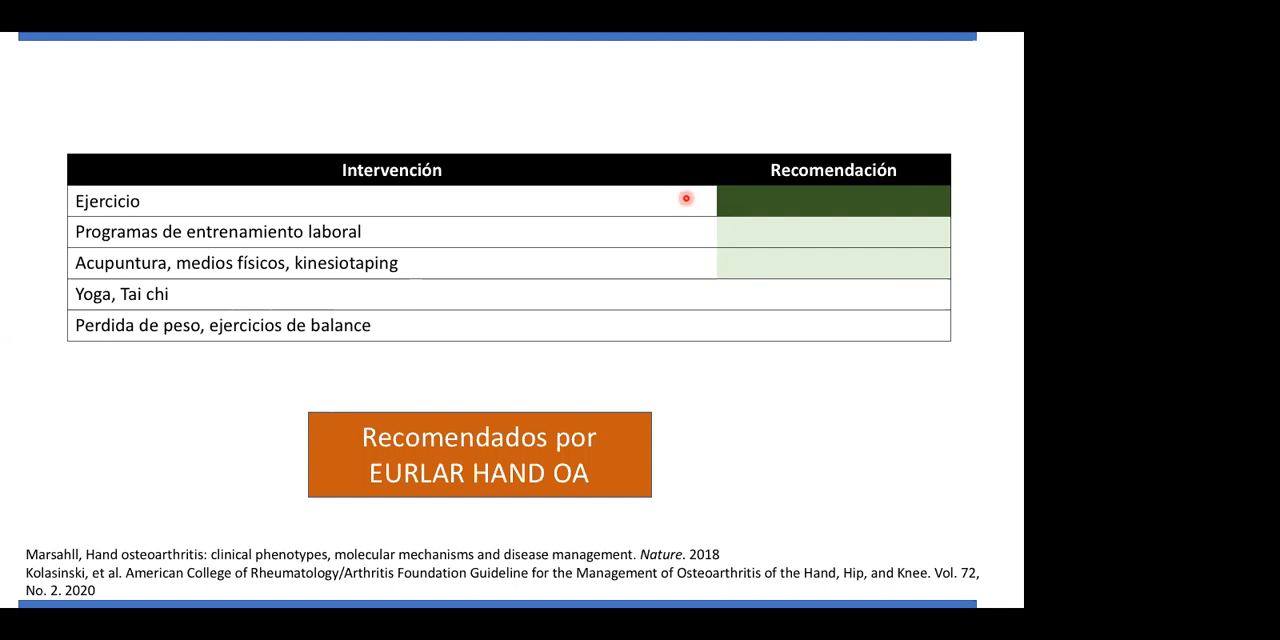 Intervención Recomendación
Ejercicio
Programas de entrenamiento laboral
Acupuntura, medios físicos, kinesiotaping
Yoga, Tai chi
Perdida de peso, ejercicios de balance
Recomendados por
EURLAR HAND OA
Marsahll, Hand osteoarthritis: clinical phenotypes, molecular mechanisms and disease management. Nature. 2018
Kolasinski, et al. American College of Rheumatology/Arthritis Foundation Guideline for the Management of Osteoarthritis of the Hand, Hip, and Knee. Vol. 72,
No. 2. 2020